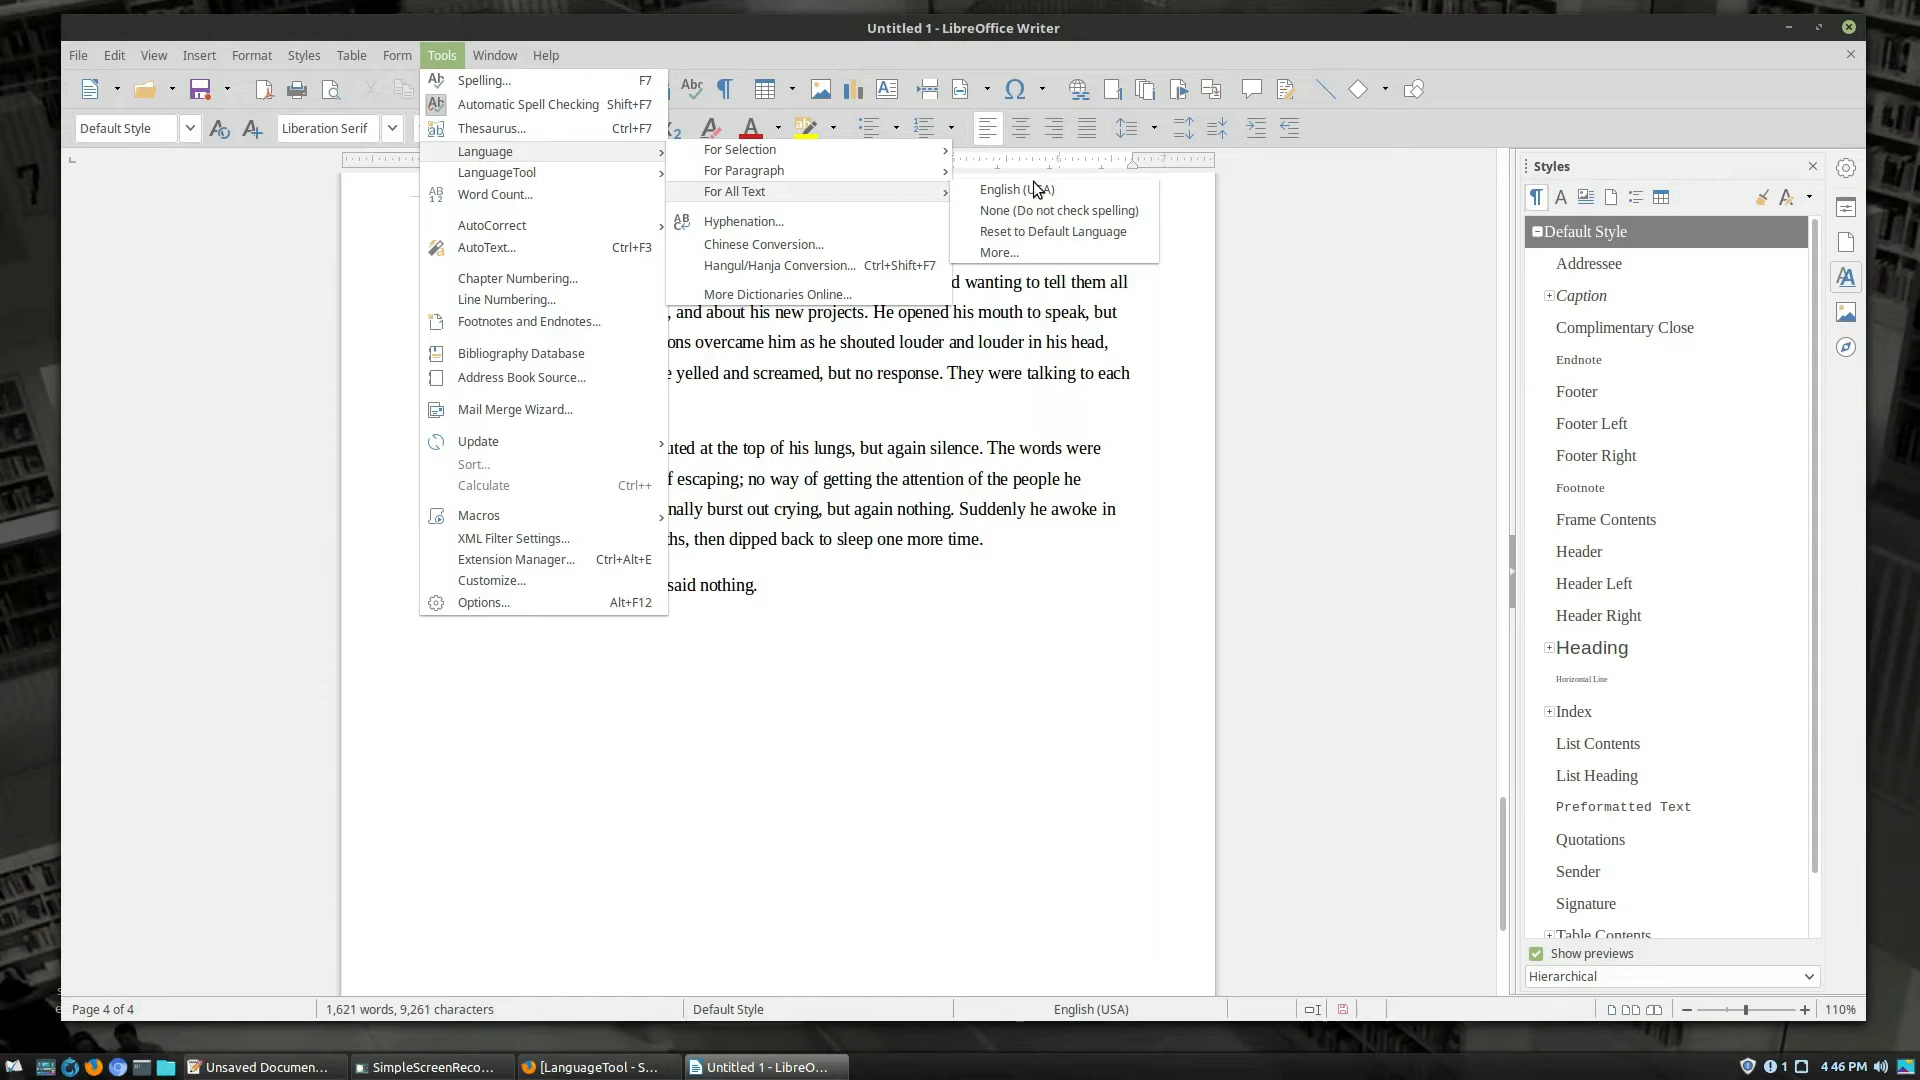 Untitled 1 - LibreOffice Writer
File Edit View Insert Format Styles Table Form Tools Window Help
Default Style Liberation Serif
Spelling... F7
Automatic Spell Checking Shift+F7
Thesaurus... Ctrl+F7
Language
LanguageTool
Word Count...
AutoCorrect
AutoText... Ctrl+F3
Chapter Numbering...
Line Numbering...
Footnotes and Endnotes...
Bibliography Database
Address Book Source...
Mail Merge Wizard...
Update
Sort...
Calculate Ctrl++
Macros
XML Filter Settings...
Extension Manager... Ctrl+Alt+E
Customize...
Options... Alt+F12
For Selection
For Paragraph
For All Text
Hyphenation...
Chinese Conversion...
Hangul/Hanja Conversion... Ctrl+Shift+F7
More Dictionaries Online...
English (USA)
None (Do not check spelling)
Reset to Default Language
More...
d wanting to tell them all
, and about his new projects. He opened his mouth to speak, but
ons overcame him as he shouted louder and louder in his head,
e yelled and screamed, but no response. They were talking to each
uted at the top of his lungs, but again silence. The words were
f escaping; no way of getting the attention of the people he
nally burst out crying, but again nothing. Suddenly he awoke in
hs, then dipped back to sleep one more time.
said nothing.
Styles
Default Style
Addressee
Caption
Complimentary Close
Endnote
Footer
Footer Left
Footer Right
Footnote
Frame Contents
Header
Header Left
Header Right
Heading
Horizontal Line
Index
List Contents
List Heading
Preformatted Text
Quotations
Sender
Signature
Table Contents
Show previews
Hierarchical
Page 4 of 4 1,621 words, 9,261 characters Default Style English (USA) 110%
Unsaved Documen... SimpleScreenReco... [LanguageTool - S... Untitled 1 - LibreO... 1 4:46 PM